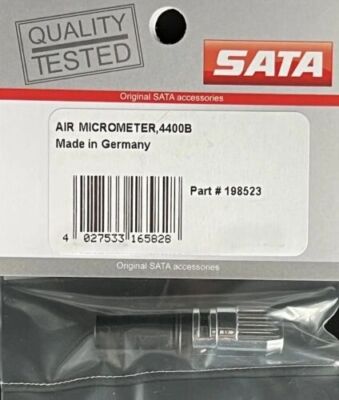 QUALITY
TESTED
SATA
Original SATA accessories
AIR MICROMETER,4400B
Made in Germany
Part # 198523
4 027533 165828
Original SATA accessories